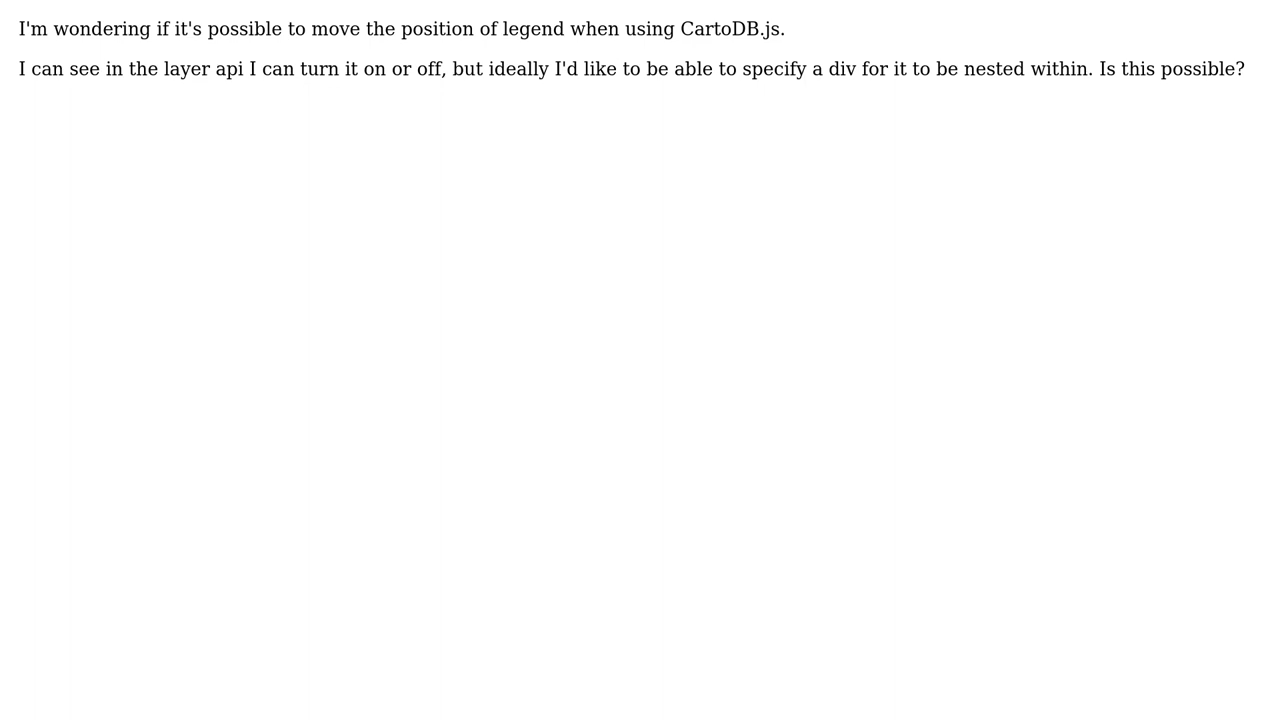 I'm wondering if it's possible to move the position of legend when using CartoDB.js.
I can see in the layer api I can turn it on or off, but ideally I'd like to be able to specify a div for it to be nested within. Is this possible?